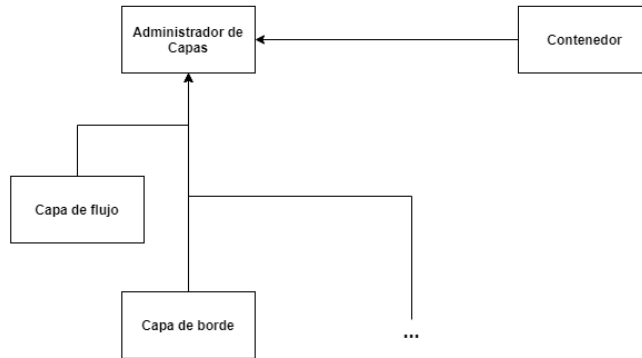 Administrador de
Capas
Contenedor
Capa de flujo
Capa de borde
...